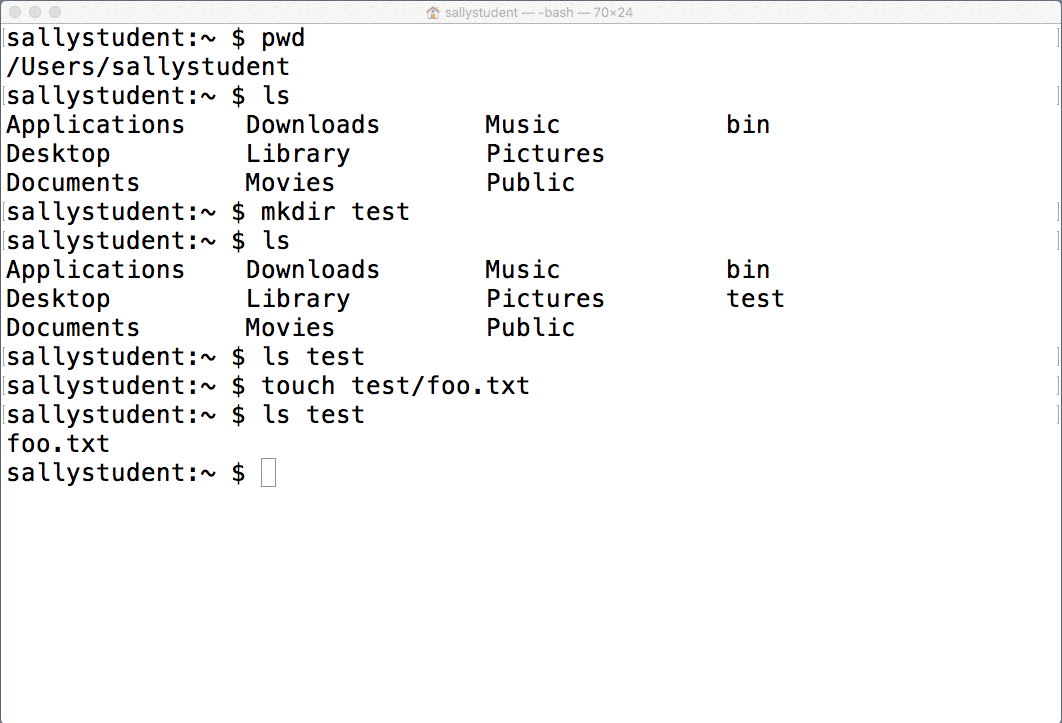 sallystudent — -bash — 70×24
sallystudent:~ $ pwd
/Users/sallystudent
sallystudent:~ $ ls
Applications    Downloads       Music           bin
Desktop         Library         Pictures
Documents       Movies          Public
sallystudent:~ $ mkdir test
sallystudent:~ $ ls
Applications    Downloads       Music           bin
Desktop         Library         Pictures        test
Documents       Movies          Public
sallystudent:~ $ ls test
sallystudent:~ $ touch test/foo.txt
sallystudent:~ $ ls test
foo.txt
sallystudent:~ $